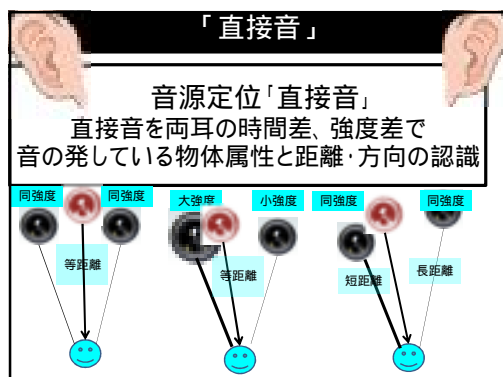 「直接音」
音源定位「直接音」
直接音を両耳の時間差、強度差で
音の発している物体属性と距離・方向の認識
同強度 同強度 大強度 小強度 同強度 同強度
等距離 等距離 短距離 長距離